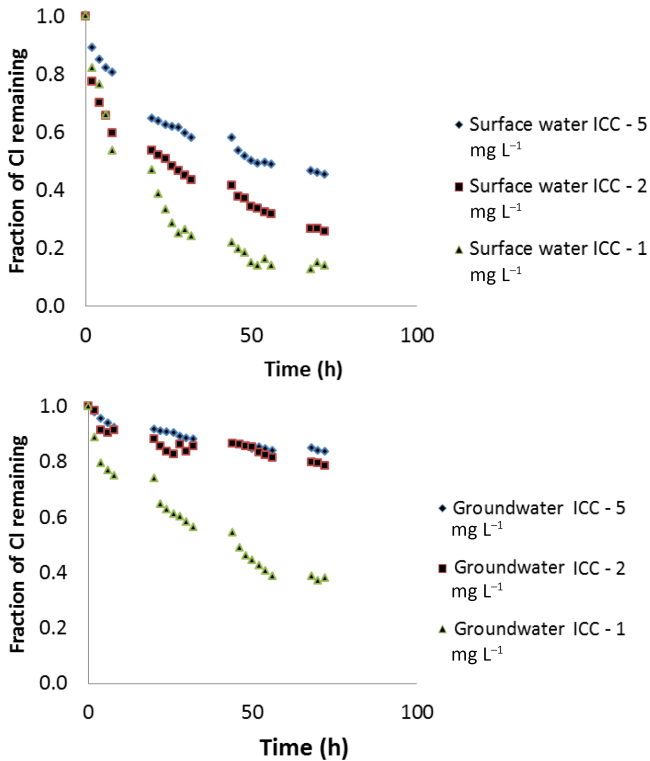 1.0
0.8
0.6
0.4
0.2
0.0
Fraction of Cl remaining
0
50
100
Time (h)
Surface water ICC - 5
mg L⁻¹
Surface water ICC - 2
mg L⁻¹
Surface water ICC - 1
mg L⁻¹
1.0
0.8
0.6
0.4
0.2
0.0
Fraction of Cl remaining
0
50
100
Time (h)
Groundwater ICC - 5
mg L⁻¹
Groundwater ICC - 2
mg L⁻¹
Groundwater ICC - 1
mg L⁻¹